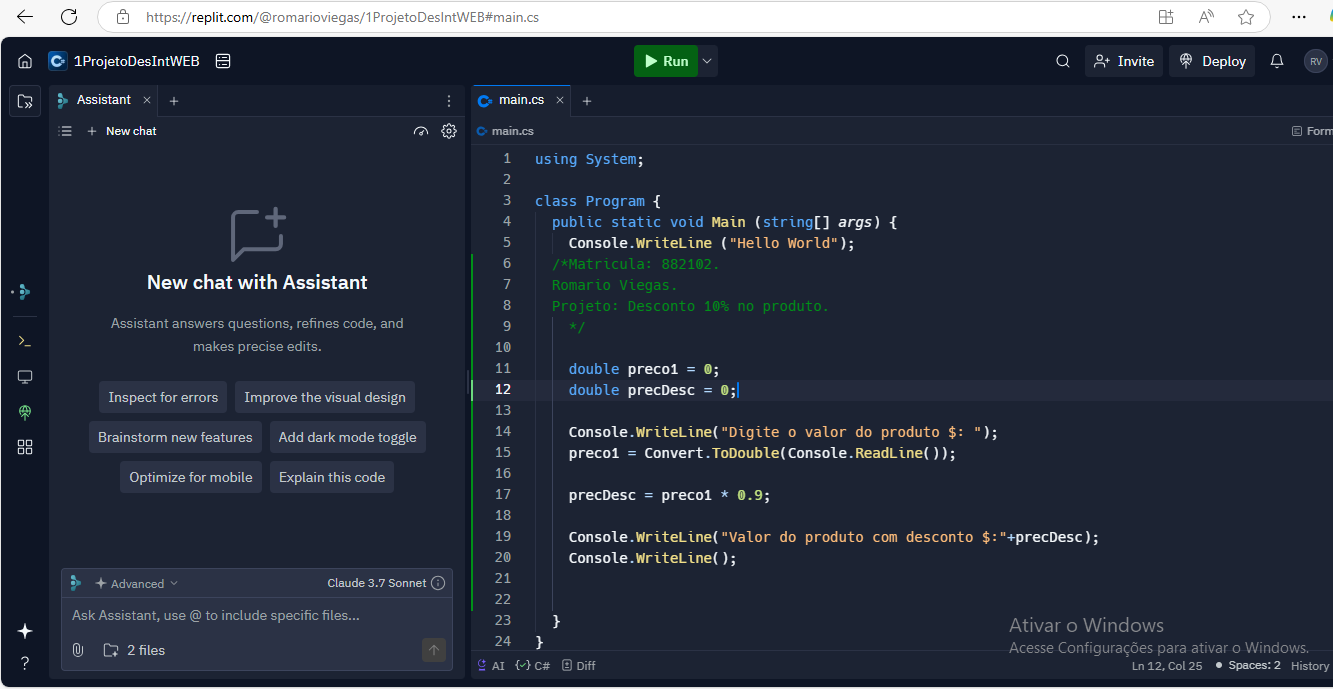 https://replit.com/@romarioviegas/1ProjetoDesIntWEB#main.cs
1ProjetoDesIntWEB
Run
Invite
Deploy
RV
Assistant
New chat
New chat with Assistant
Assistant answers questions, refines code, and
makes precise edits.
Inspect for errors
Improve the visual design
Brainstorm new features
Add dark mode toggle
Optimize for mobile
Explain this code
Advanced
Claude 3.7 Sonnet
Ask Assistant, use @ to include specific files...
2 files
main.cs
main.cs
Form
1 using System;
2
3 class Program {
4 public static void Main (string[] args) {
5 Console.WriteLine ("Hello World");
6 /*Matricula: 882102.
7 Romario Viegas.
8 Projeto: Desconto 10% no produto.
9 */
10
11 double preco1 = 0;
12 double precDesc = 0;
13
14 Console.WriteLine("Digite o valor do produto $: ");
15 preco1 = Convert.ToDouble(Console.ReadLine());
16
17 precDesc = preco1 * 0.9;
18
19 Console.WriteLine("Valor do produto com desconto $:"+precDesc);
20 Console.WriteLine();
21
22
23 }
24 }
Ativar o Windows
Acesse Configurações para ativar o Windows.
AI
C#
Diff
Ln 12, Col 25
Spaces: 2
History